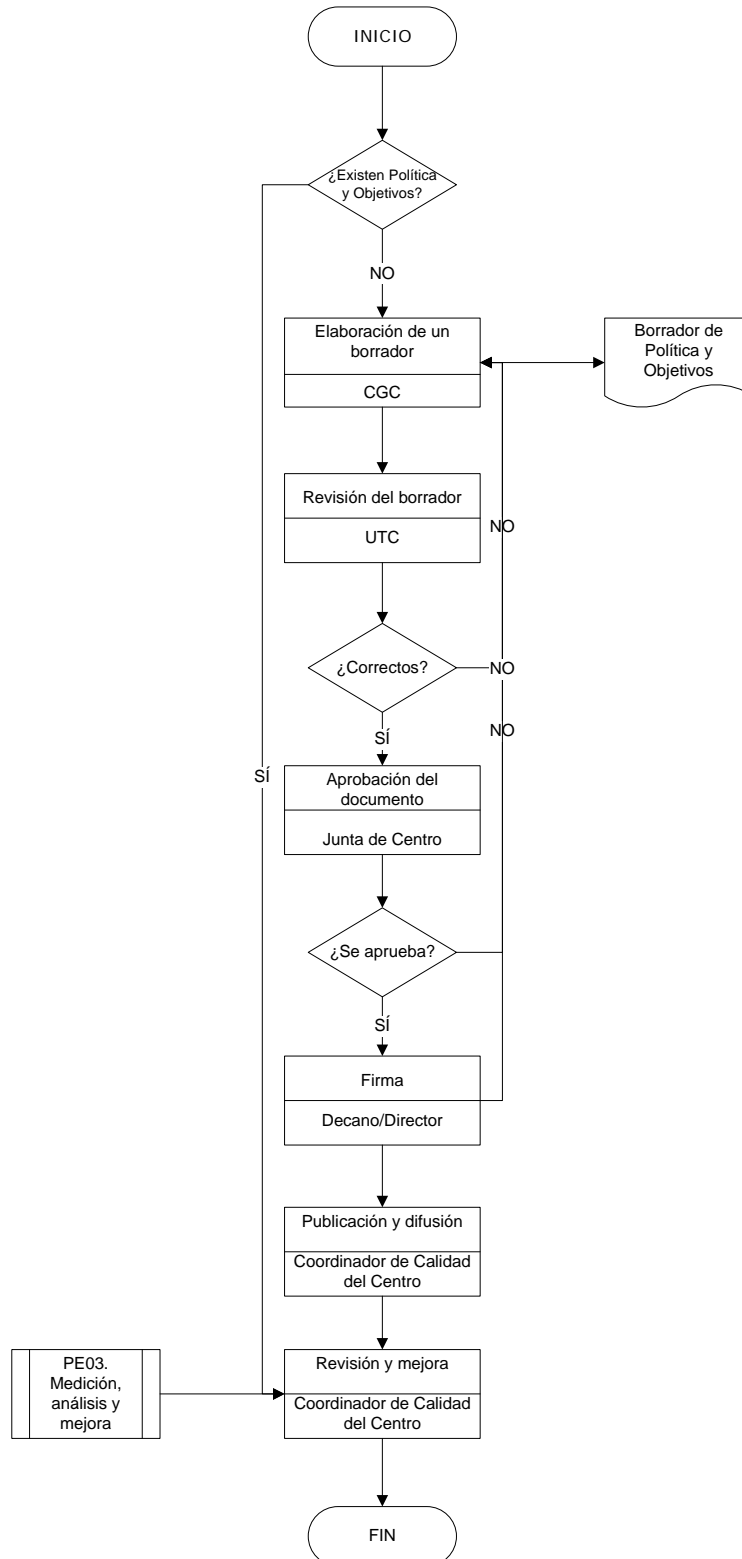 INICIO
¿Existen Política
y Objetivos?
NO
Elaboración de un
borrador
CGC
Borrador de
Política y
Objetivos
Revisión del borrador
UTC
NO
¿Correctos?
NO
SÍ
NO
SÍ
Aprobación del
documento
Junta de Centro
¿Se aprueba?
SÍ
Firma
Decano/Director
Publicación y difusión
Coordinador de Calidad
del Centro
PE03.
Medición,
análisis y
mejora
Revisión y mejora
Coordinador de Calidad
del Centro
FIN